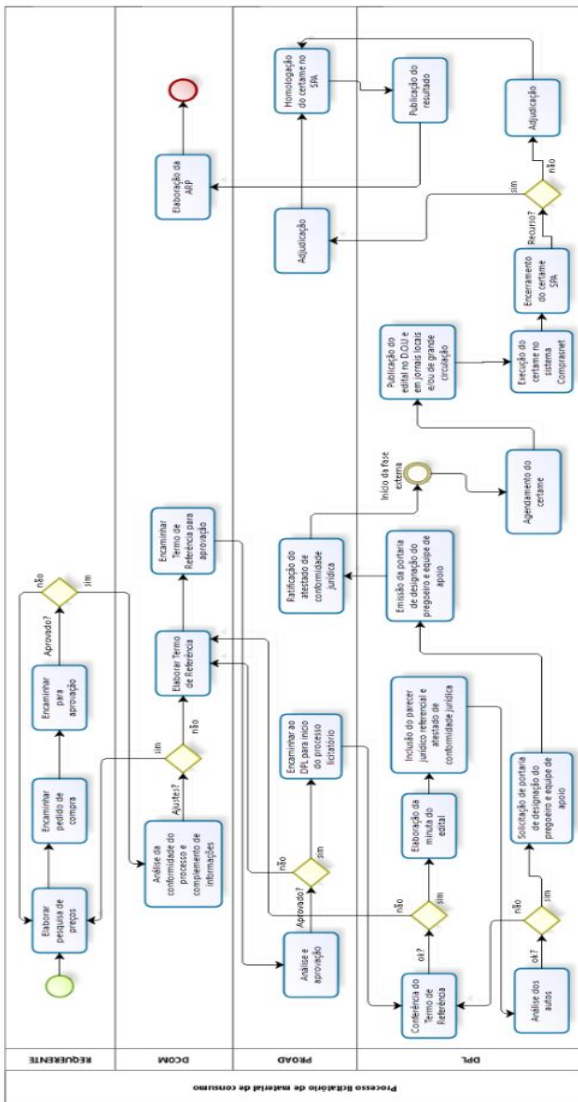 Processo licitatório de material de consumo
REQUERENTE
Elaborar
pesquisa de
preços
Encaminhar
pedido de
compra
Encaminhar
para
aprovação
Aprovado?
não
sim
DCOM
Análise da
conformidade do
processo e
complemento de
informações
Ajustes?
sim
não
Elaborar Termo
de Referência
Encaminhar
Termo de
Referência para
aprovação
Elaboração da
ARP
PROAD
Análise e
aprovação
Aprovado?
não
sim
Encaminhar ao
DPL para início
do processo
licitatório
Ratificação do
atestado de
conformidade
jurídica
Início da fase
externa
Adjudicação
Homologação
do certame no
SPA
Publicação do
resultado
DPL
Conferência do
Termo de
Referência
ok?
não
sim
Elaboração da
minuta do
edital
Inclusão do parecer
jurídico referencial e
atestado de
conformidade jurídica
Análise dos
autos
ok?
não
sim
Solicitação de portaria
de designação do
pregoeiro e equipe de
apoio
Emissão da portaria
de designação do
pregoeiro e equipe de
apoio
Agendamento do
certame
Publicação do
edital no D.O.U e
em jornais locais
e/ou de grande
circulação
Execução do
certame no
sistema
Comprasnet
Encerramento
do certame
SPA
Recurso?
sim
não
Adjudicação